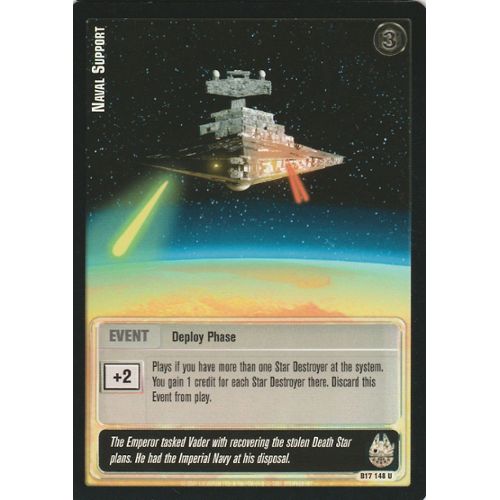 NAVAL SUPPORT
3
EVENT Deploy Phase
+2
Plays if you have more than one Star Destroyer at the system.
You gain 1 credit for each Star Destroyer there. Discard this
Event from play.
The Emperor tasked Vader with recovering the stolen Death Star
plans. He had the Imperial Navy at his disposal.
B17 148 U